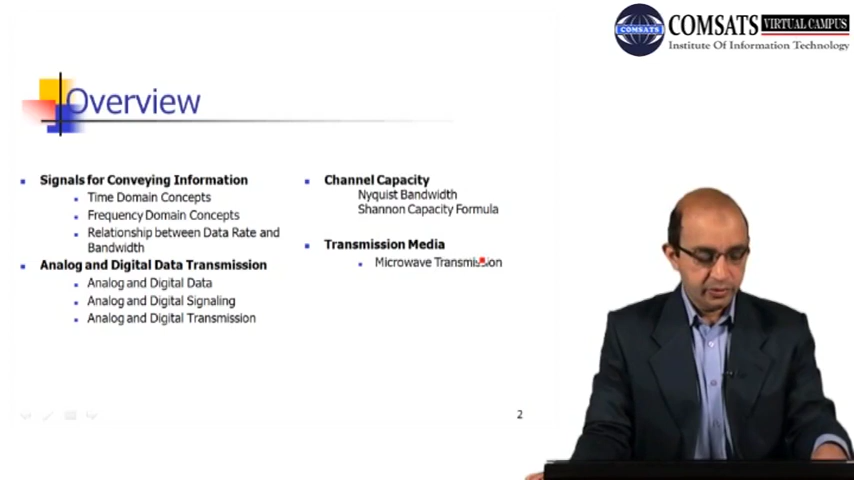 COMSATS VIRTUAL CAMPUS
COMSATS
Institute Of Information Technology
Overview
Signals for Conveying Information
Time Domain Concepts
Frequency Domain Concepts
Relationship between Data Rate and
Bandwidth
Analog and Digital Data Transmission
Analog and Digital Data
Analog and Digital Signaling
Analog and Digital Transmission
Channel Capacity
Nyquist Bandwidth
Shannon Capacity Formula
Transmission Media
Microwave Transmission
2